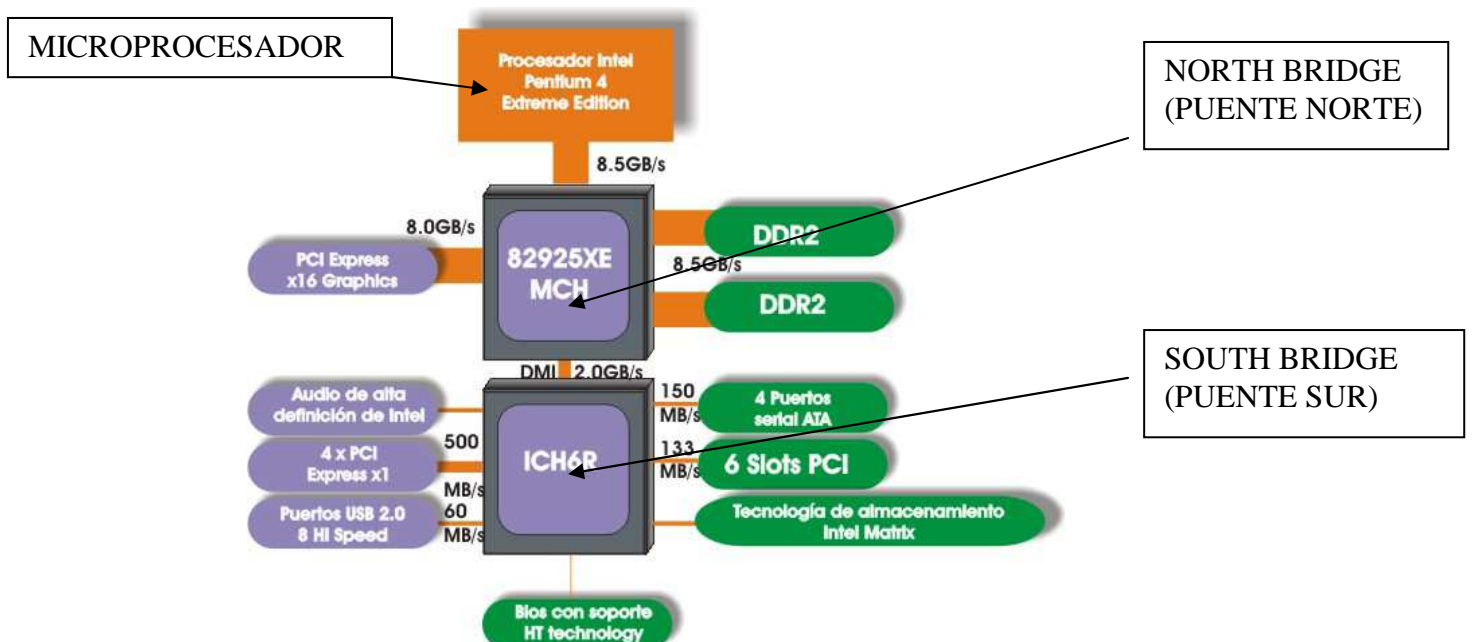 MICROPROCESADOR
Procesador Intel
Pentium 4
Extreme Edition
NORTH BRIDGE
(PUENTE NORTE)
8.5GB/s
8.0GB/s
PCI Express
x16 Graphics
82925XE
MCH
DDR2
8.5GB/s
DDR2
DMI 2.0GB/s
SOUTH BRIDGE
(PUENTE SUR)
Audio de alta
definición de Intel
150
MB/s
4 Puertos
serial ATA
4 x PCI
Express x1
500
MB/s
ICH6R
133
MB/s
6 Slots PCI
Puertos USB 2.0
8 HI Speed
60
MB/s
Tecnología de almacenamiento
Intel Matrix
Bios con soporte
HT technology